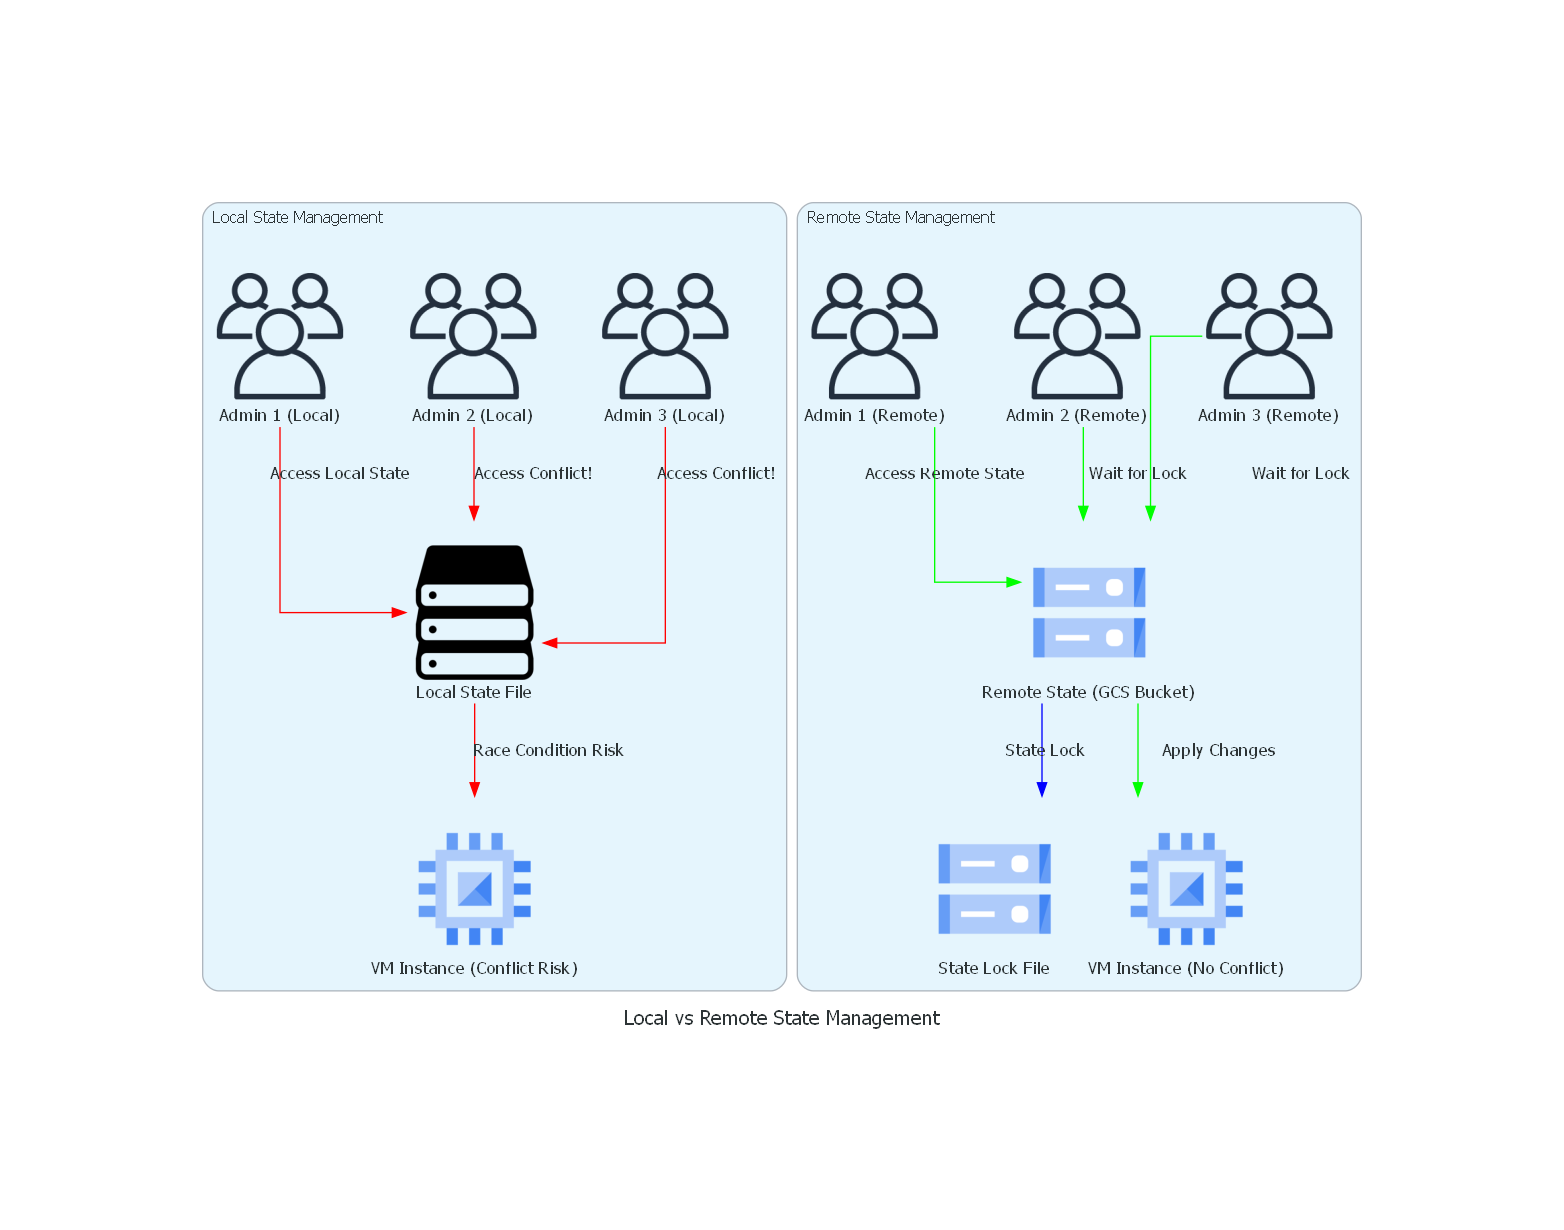 Local State Management
Admin 1 (Local)
Admin 2 (Local)
Admin 3 (Local)
Access Local State
Access Conflict!
Access Conflict!
Local State File
Race Condition Risk
VM Instance (Conflict Risk)
Remote State Management
Admin 1 (Remote)
Admin 2 (Remote)
Admin 3 (Remote)
Access Remote State
Wait for Lock
Wait for Lock
Remote State (GCS Bucket)
State Lock
Apply Changes
State Lock File
VM Instance (No Conflict)
Local vs Remote State Management